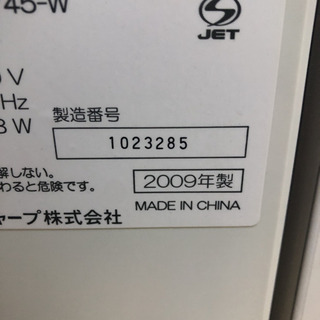 45-W
JET
V
Hz
W
製造番号
1023285
解しない。
わると危険です。
2009年製
ャープ株式会社
MADE IN CHINA